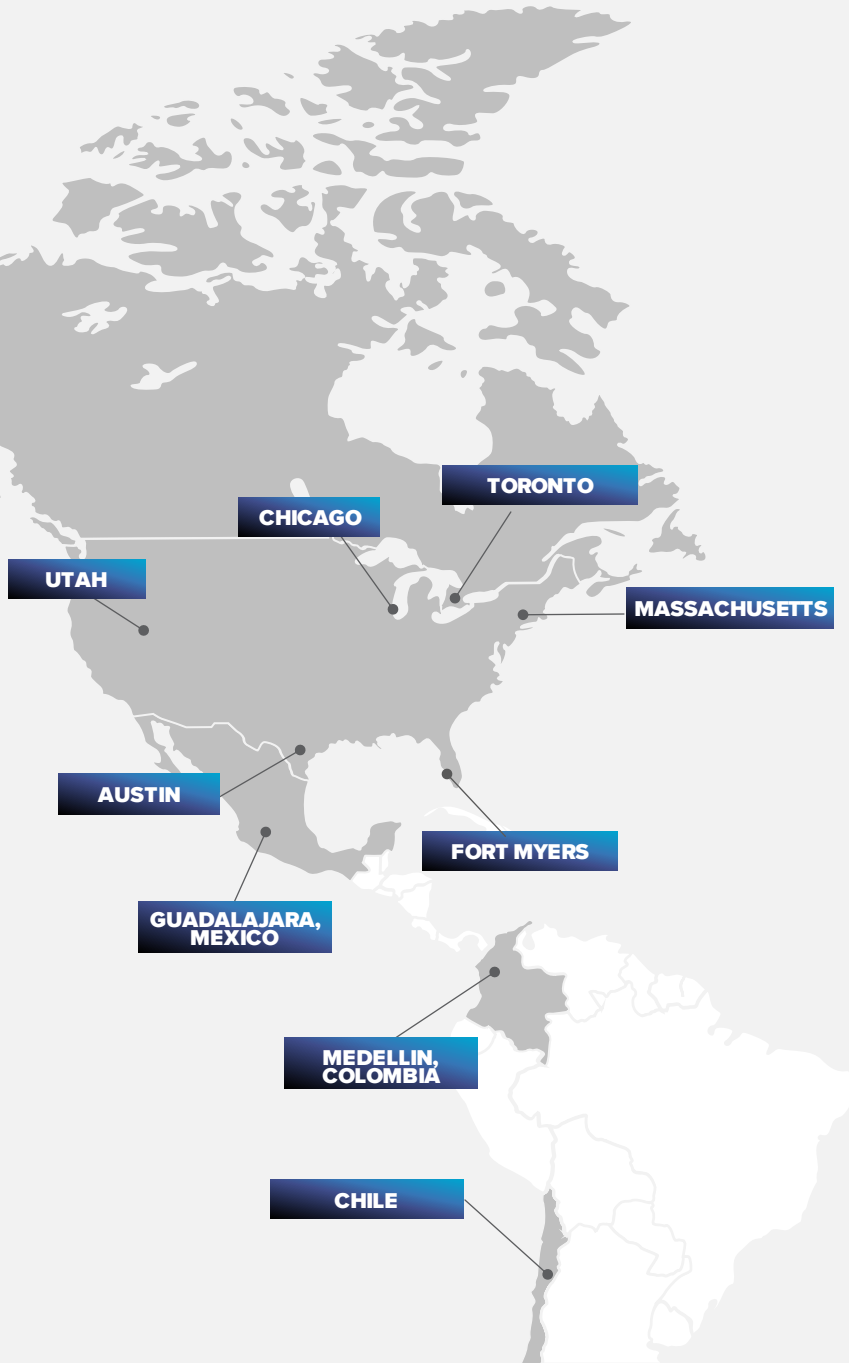 TORONTO
CHICAGO
UTAH
MASSACHUSETTS
AUSTIN
FORT MYERS
GUADALAJARA,
MEXICO
MEDELLIN,
COLOMBIA
CHILE